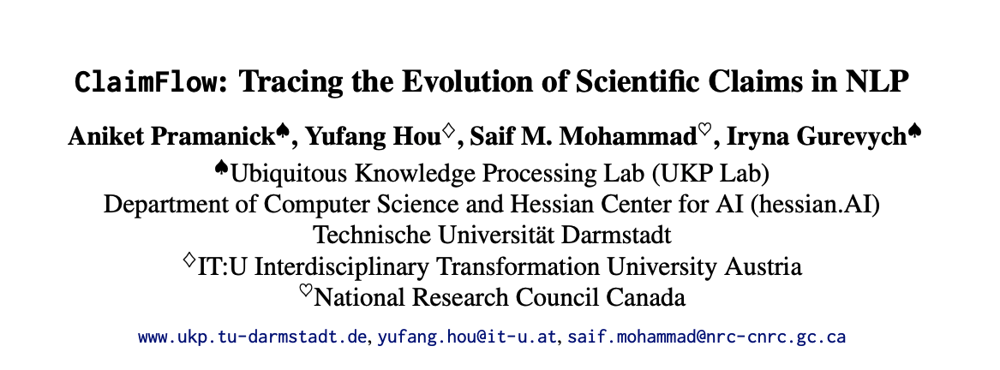 ClaimFlow: Tracing the Evolution of Scientific Claims in NLP
Aniket Pramanick♠, Yufang Hou♢, Saif M. Mohammad♡, Iryna Gurevych♠
♠Ubiquitous Knowledge Processing Lab (UKP Lab)
Department of Computer Science and Hessian Center for AI (hessian.AI)
Technische Universität Darmstadt
♢IT:U Interdisciplinary Transformation University Austria
♡National Research Council Canada
www.ukp.tu-darmstadt.de, yufang.hou@it-u.at, saif.mohammad@nrc-cnrc.gc.ca